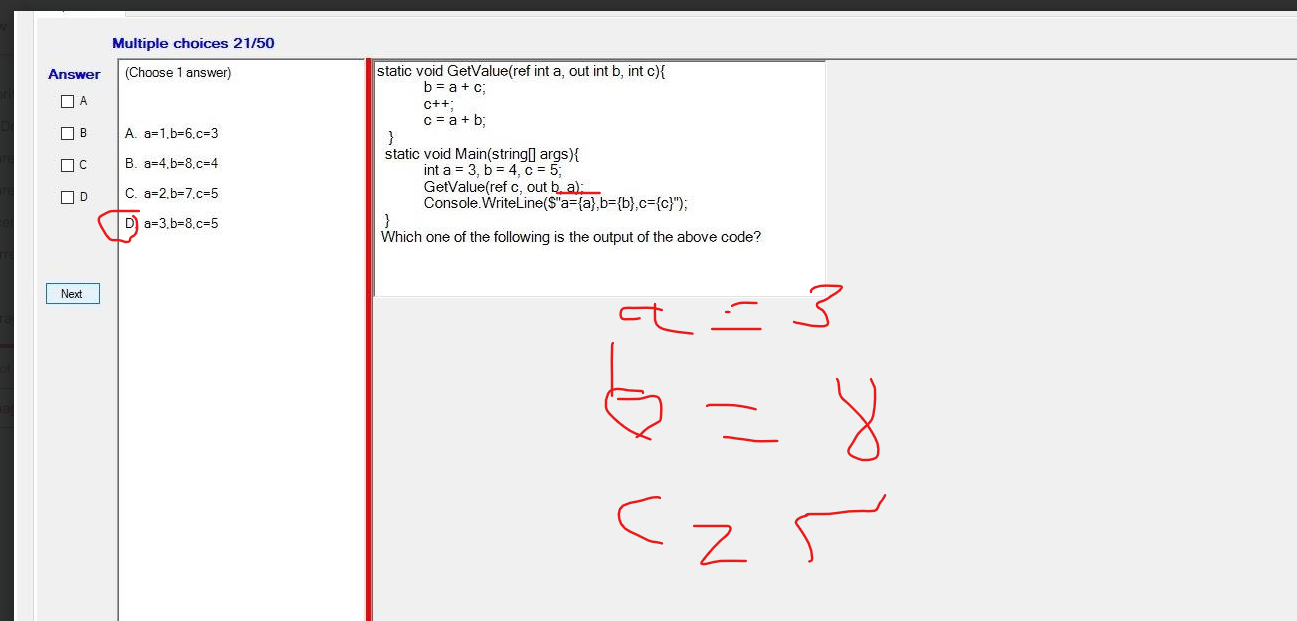 Multiple choices 21/50
Answer
A
B
C
D
Next
(Choose 1 answer)
A. a=1,b=6,c=3
B. a=4,b=8,c=4
C. a=2,b=7,c=5
D. a=3,b=8,c=5
static void GetValue(ref int a, out int b, int c){
b = a + c;
c++;
c = a + b;
}
static void Main(string[] args){
int a = 3, b = 4, c = 5;
GetValue(ref c, out b, a);
Console.WriteLine($"a={a},b={b},c={c}");
}
Which one of the following is the output of the above code?
a = 3
b = 8